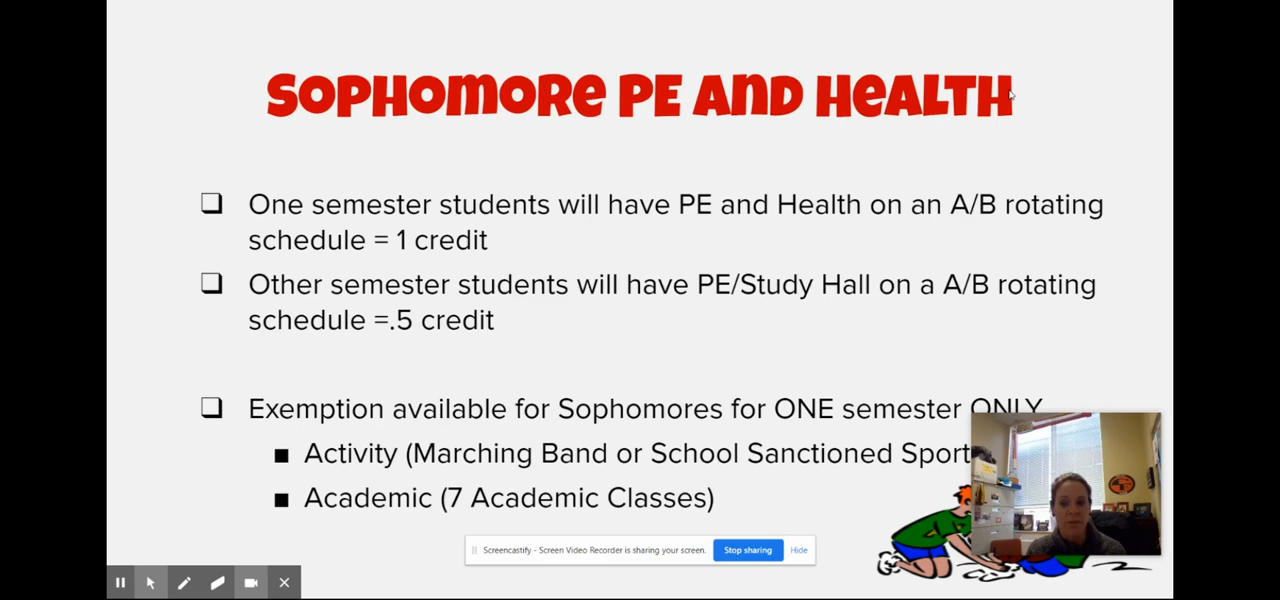 Sophomore PE and Health
One semester students will have PE and Health on an A/B rotating
schedule = 1 credit
Other semester students will have PE/Study Hall on a A/B rotating
schedule =.5 credit
Exemption available for Sophomores for ONE semester ONLY
Activity (Marching Band or School Sanctioned Sport
Academic (7 Academic Classes)
Screencastify - Screen Video Recorder is sharing your screen. Stop sharing Hide